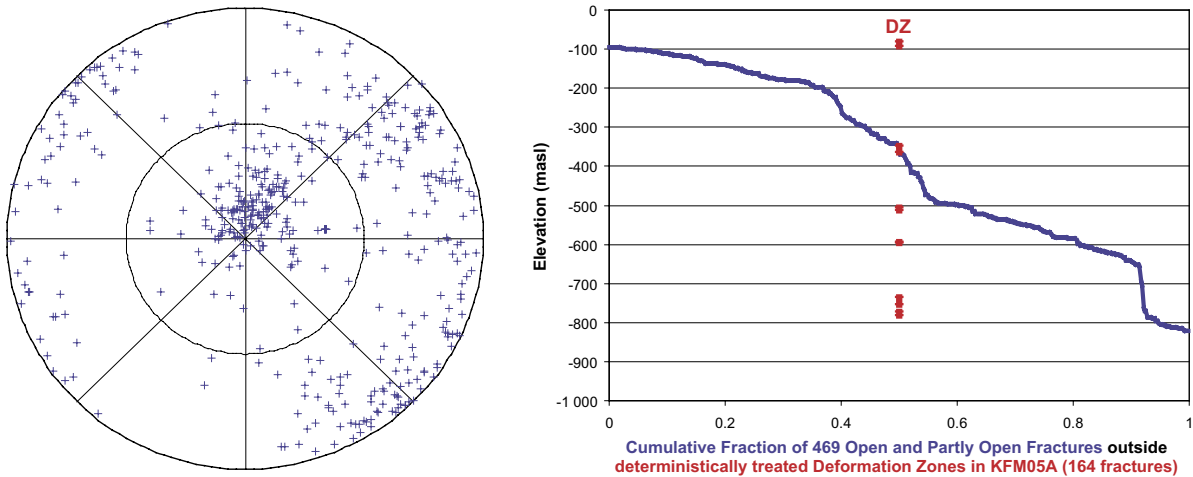 0
-100
-200
-300
-400
-500
-600
-700
-800
-900
-1 000
Elevation (masl)
DZ
0 0.2 0.4 0.6 0.8 1
Cumulative Fraction of 469 Open and Partly Open Fractures outside
deterministically treated Deformation Zones in KFM05A (164 fractures)